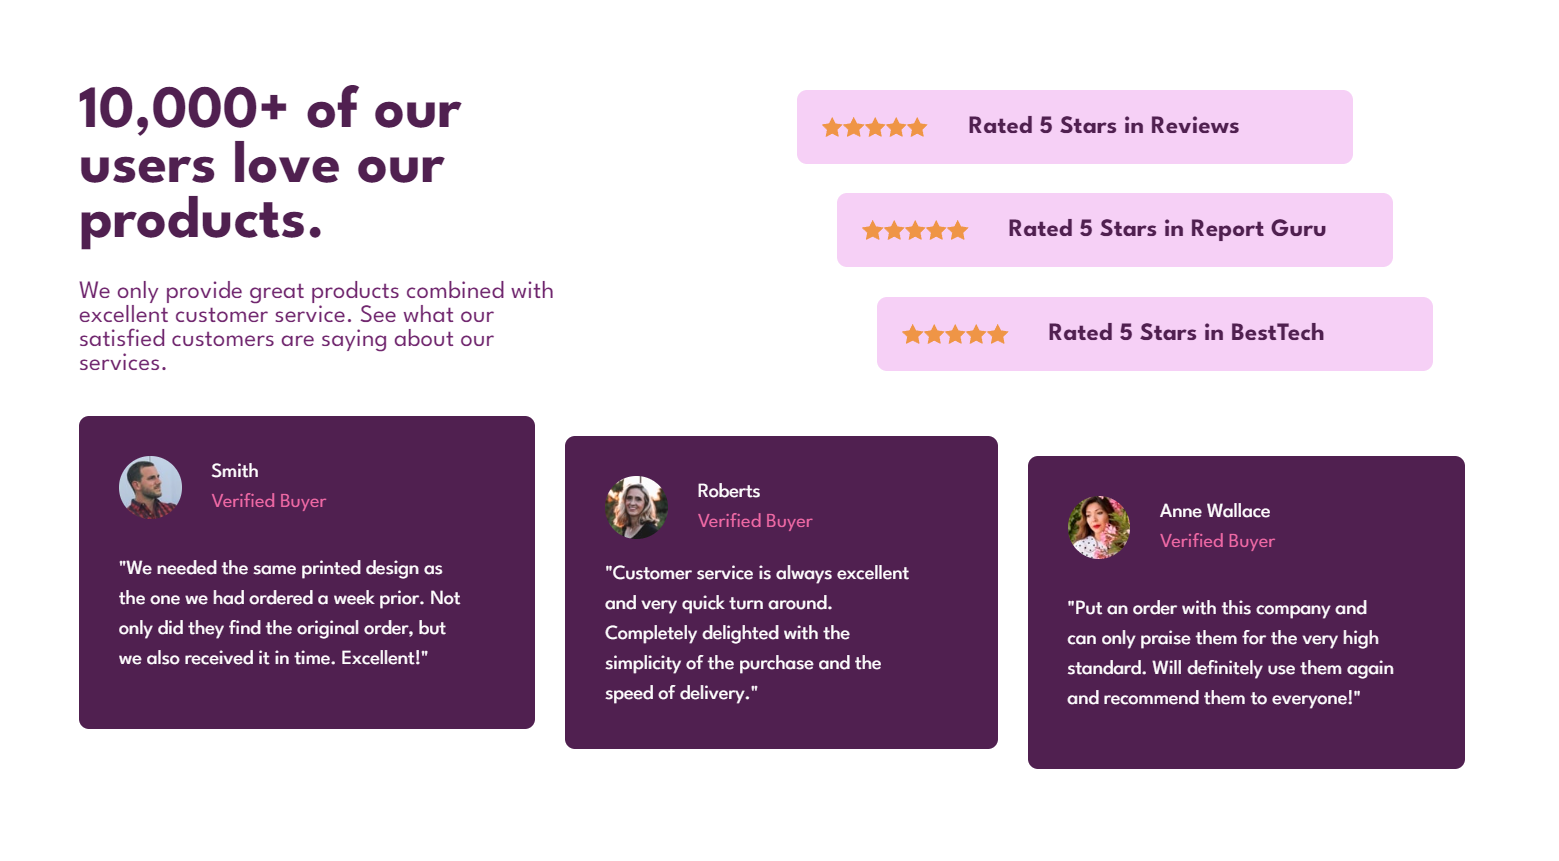 10,000+ of our
users love our
products.
We only provide great products combined with
excellent customer service. See what our
satisfied customers are saying about our
services.
Rated 5 Stars in Reviews
Rated 5 Stars in Report Guru
Rated 5 Stars in BestTech
Smith
Verified Buyer
"We needed the same printed design as
the one we had ordered a week prior. Not
only did they find the original order, but
we also received it in time. Excellent!"
Roberts
Verified Buyer
"Customer service is always excellent
and very quick turn around.
Completely delighted with the
simplicity of the purchase and the
speed of delivery."
Anne Wallace
Verified Buyer
"Put an order with this company and
can only praise them for the very high
standard. Will definitely use them again
and recommend them to everyone!"